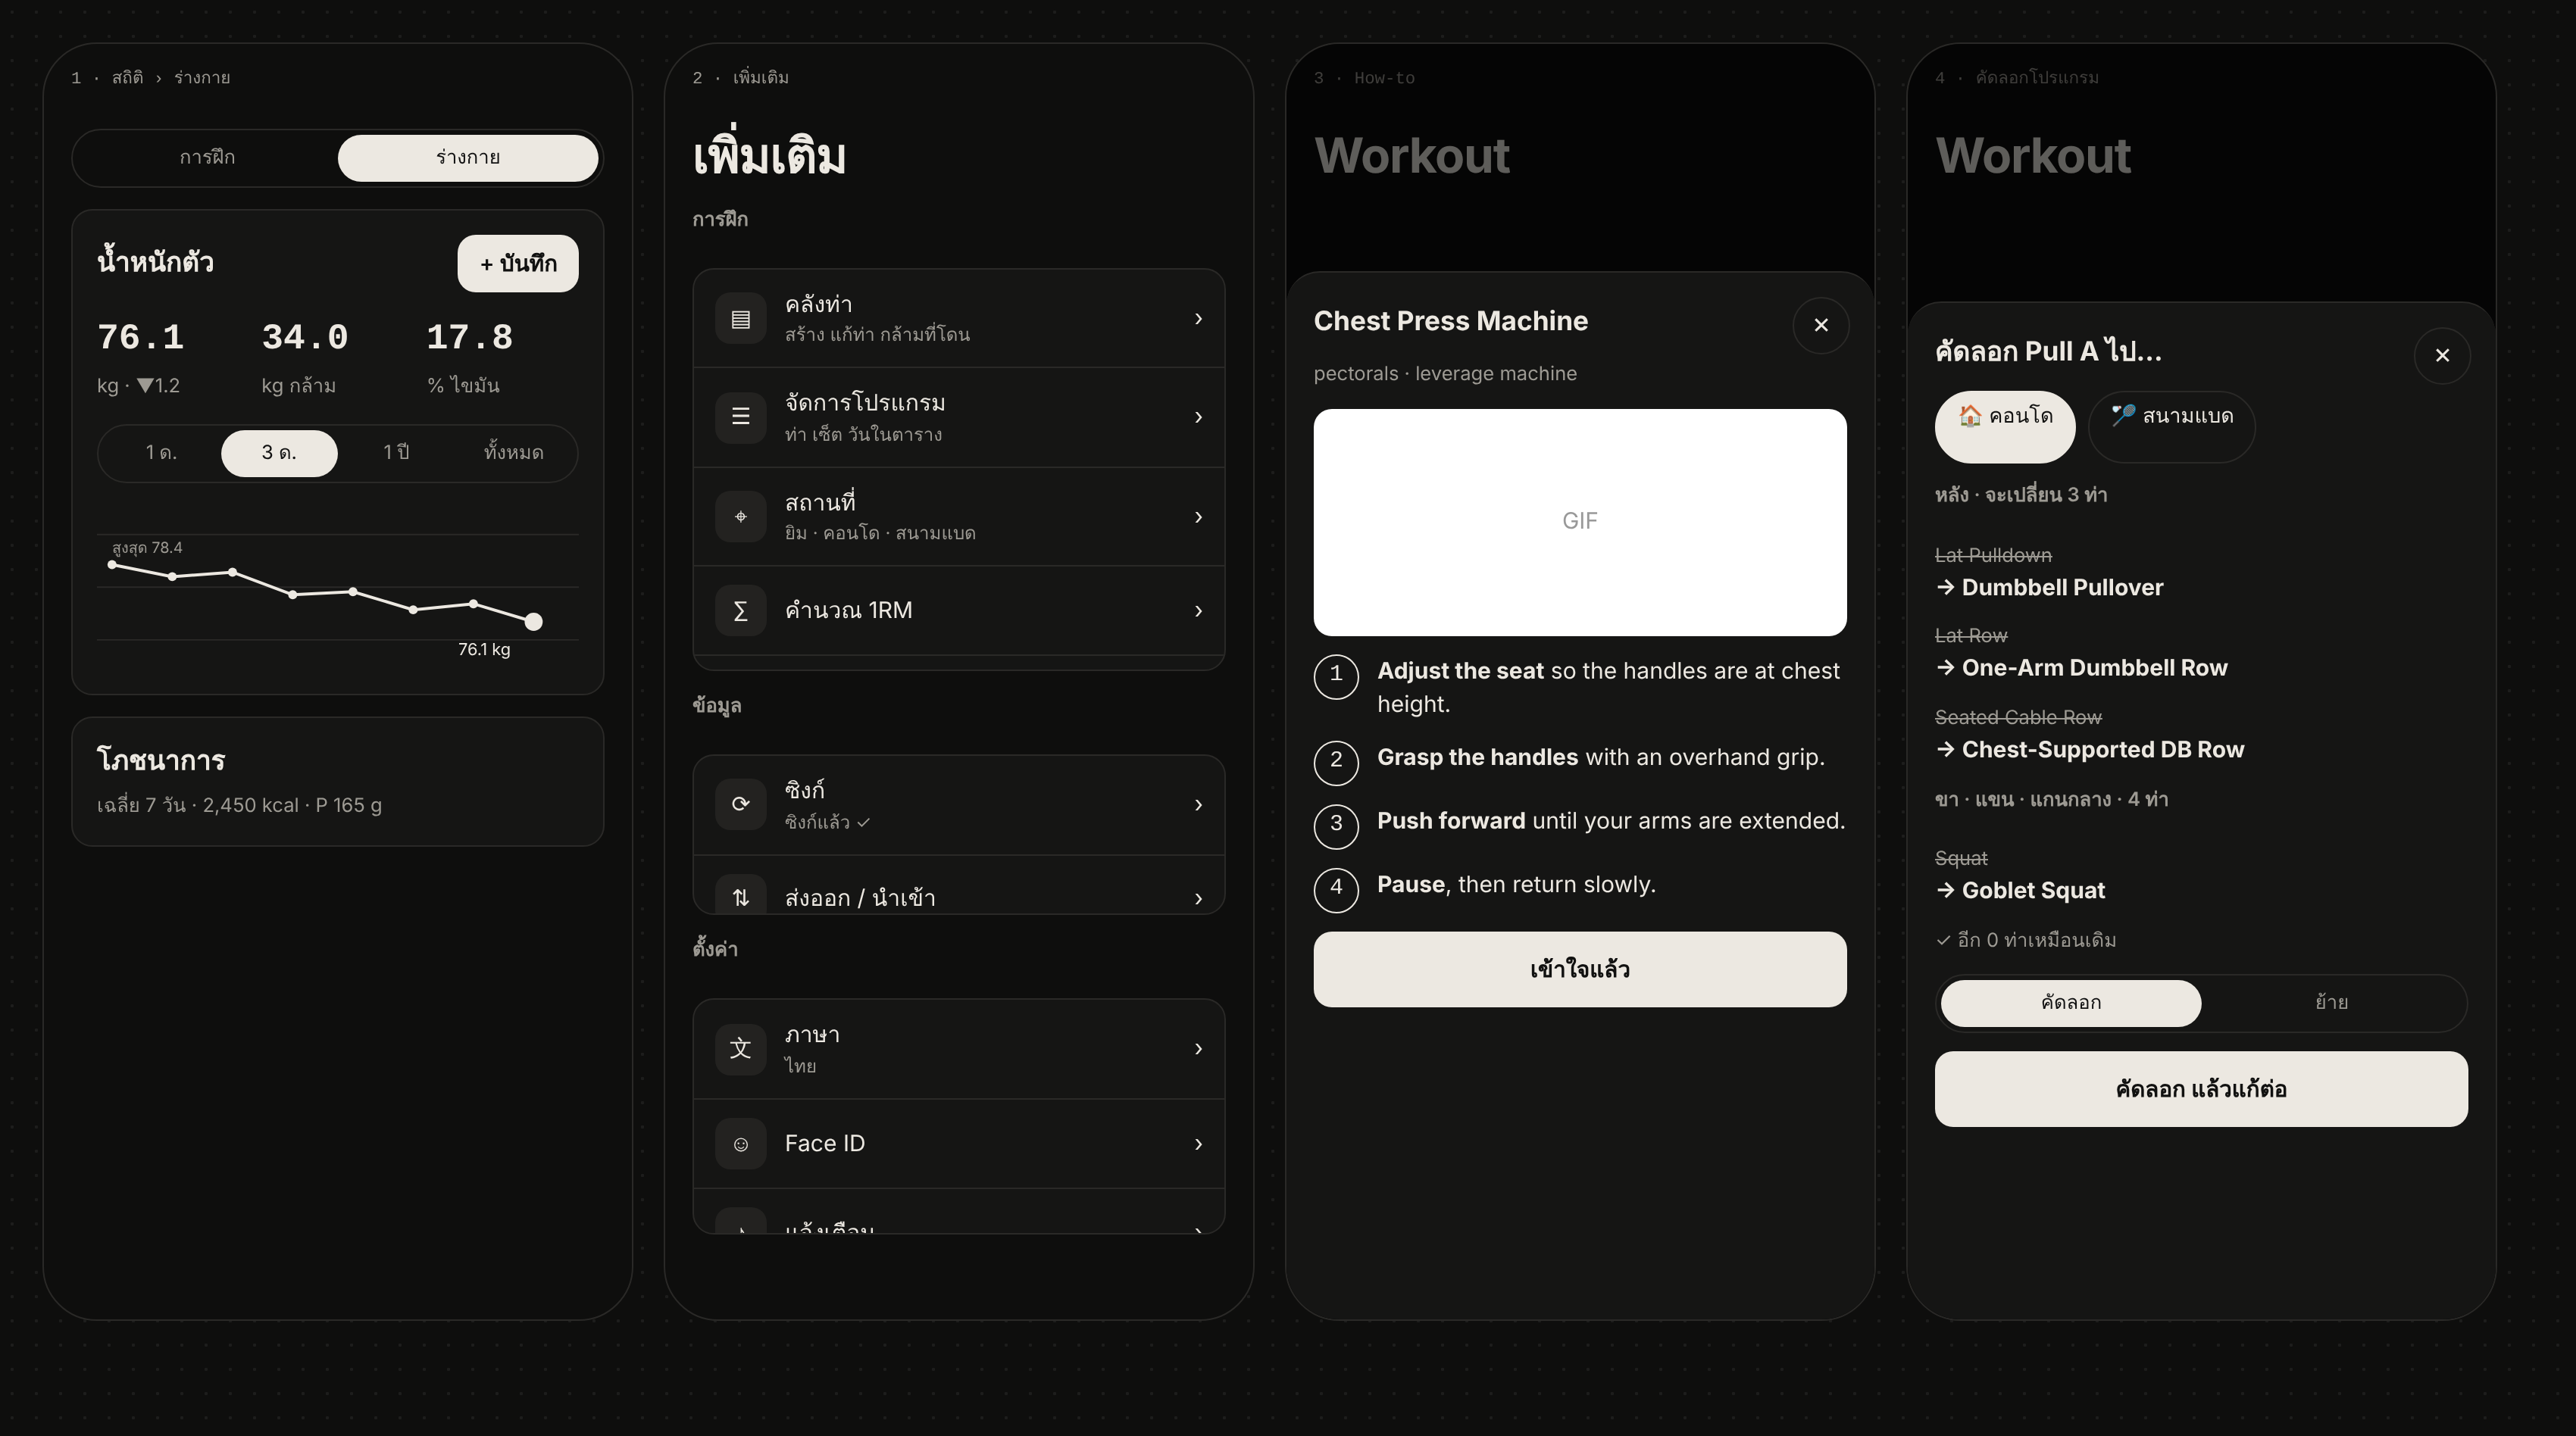 1 · สถิติ › ร่างกาย
การฝึก
ร่างกาย
น้ำหนักตัว
+ บันทึก
76.1
34.0
17.8
kg · ▼1.2
kg กล้าม
% ไขมัน
1 ด.
3 ด.
1 ปี
ทั้งหมด
สูงสุด 78.4
76.1 kg
โภชนาการ
เฉลี่ย 7 วัน · 2,450 kcal · P 165 g
2 · เพิ่มเติม
เพิ่มเติม
การฝึก
คลังท่า
สร้าง แก้ท่า กล้ามที่โดน
จัดการโปรแกรม
ท่า เซ็ต วันในตาราง
สถานที่
ยิม · คอนโด · สนามแบด
∑ คำนวณ 1RM
ข้อมูล
ซิงก์
ซิงก์แล้ว ✓
ส่งออก / นำเข้า
ตั้งค่า
文 ภาษา
ไทย
Face ID
แจ้งเตือน
3 · How-to
Workout
Chest Press Machine
✕
pectorals · leverage machine
GIF
1 Adjust the seat so the handles are at chest
height.
2 Grasp the handles with an overhand grip.
3 Push forward until your arms are extended.
4 Pause, then return slowly.
เข้าใจแล้ว
4 · คัดลอกโปรแกรม
Workout
คัดลอก Pull A ไป...
✕
🏠 คอนโด
🏸 สนามแบด
หลัง · จะเปลี่ยน 3 ท่า
Lat Pulldown
→ Dumbbell Pullover
Lat Row
→ One-Arm Dumbbell Row
Seated Cable Row
→ Chest-Supported DB Row
ขา · แขน · แกนกลาง · 4 ท่า
Squat
→ Goblet Squat
✓ อีก 0 ท่าเหมือนเดิม
คัดลอก
ย้าย
คัดลอก แล้วแก้ต่อ